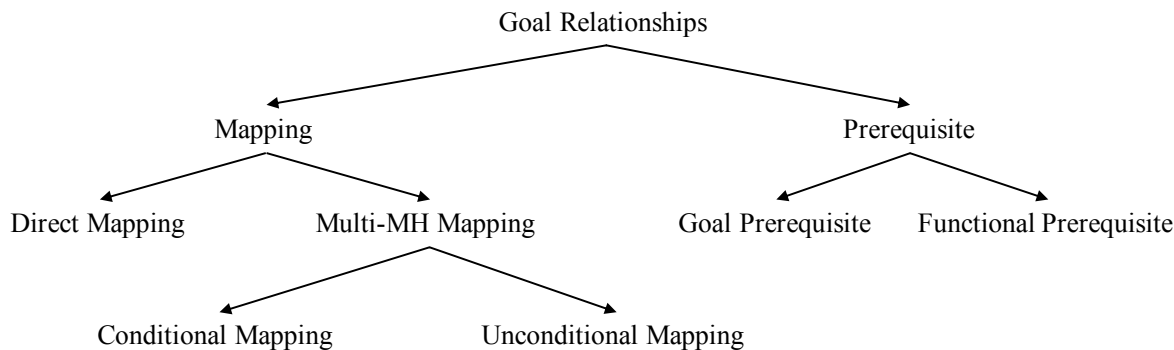 Goal Relationships
Mapping
Prerequisite
Direct Mapping
Multi-MH Mapping
Goal Prerequisite
Functional Prerequisite
Conditional Mapping
Unconditional Mapping